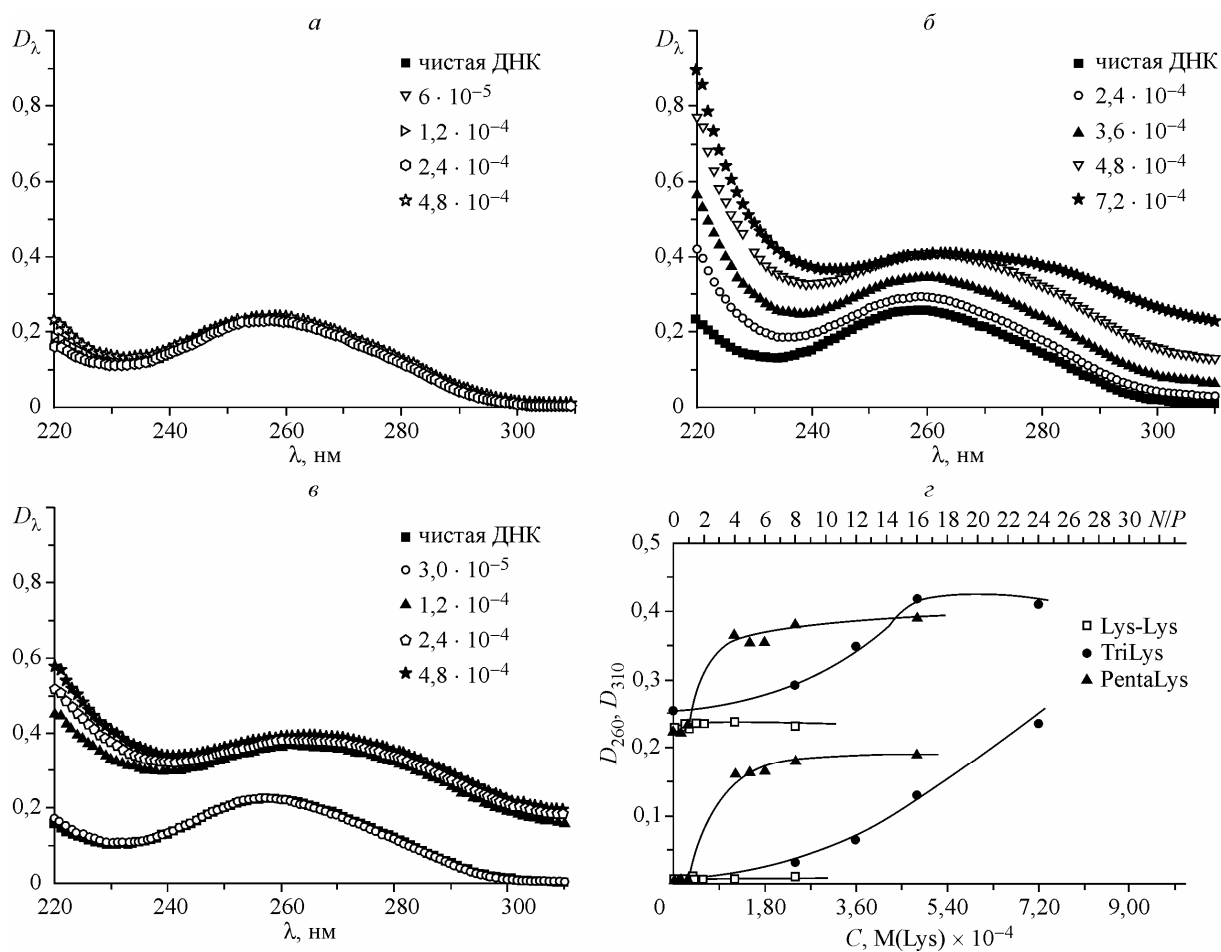 а
D_λ
0,8
0,6
0,4
0,2
0
220 240 260 280 300
λ, нм
чистая ДНК
6 · 10⁻⁵
1,2 · 10⁻⁴
2,4 · 10⁻⁴
4,8 · 10⁻⁴
б
D_λ
0,8
0,6
0,4
0,2
0
220 240 260 280 300
λ, нм
чистая ДНК
2,4 · 10⁻⁴
3,6 · 10⁻⁴
4,8 · 10⁻⁴
7,2 · 10⁻⁴
в
D_λ
0,8
0,6
0,4
0,2
0
220 240 260 280 300
λ, нм
чистая ДНК
3,0 · 10⁻⁵
1,2 · 10⁻⁴
2,4 · 10⁻⁴
4,8 · 10⁻⁴
г
0 2 4 6 8 10 12 14 16 18 20 22 24 26 28 30 N/P
0,5
0,4
0,3
0,2
0,1
0
D₂₆₀, D₃₁₀
Lys-Lys
TriLys
PentaLys
1,80 3,60 5,40 7,20 9,00
C, M(Lys) × 10⁻⁴